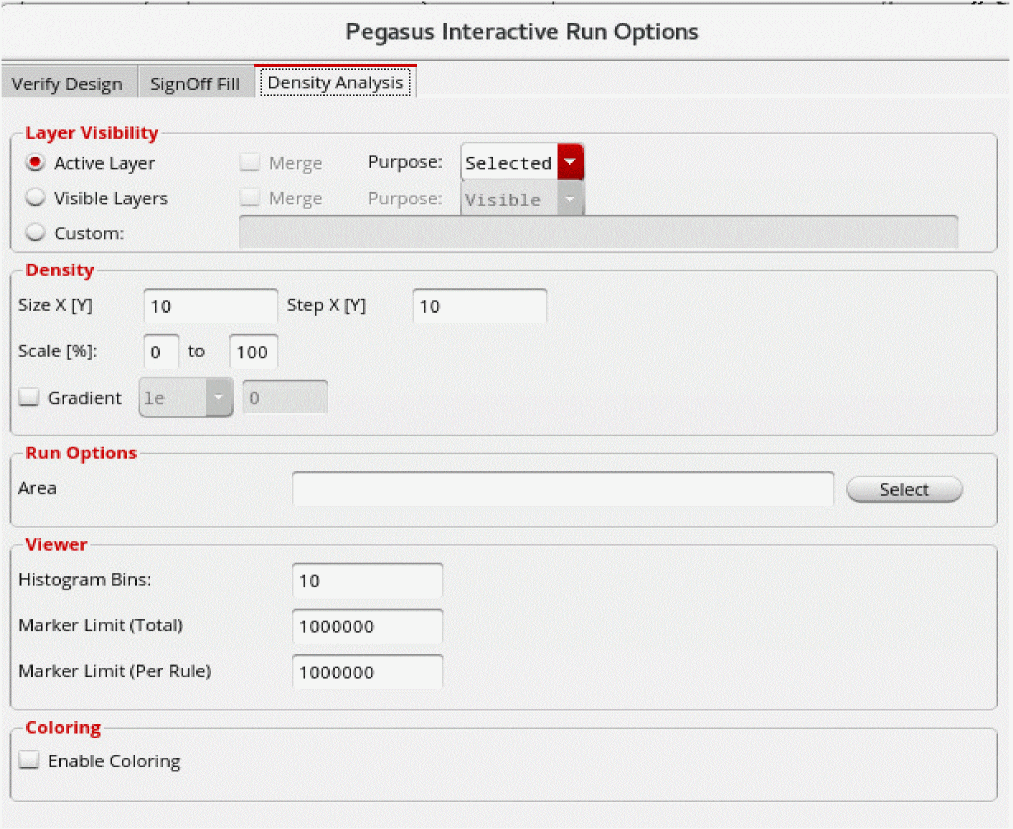 Pegasus Interactive Run Options
Verify Design SignOff Fill Density Analysis
Layer Visibility
Active Layer Merge Purpose: Selected
Visible Layers Merge Purpose: Visible
Custom:
Density
Size X [Y] 10 Step X [Y] 10
Scale [%]: 0 to 100
Gradient le 0
Run Options
Area Select
Viewer
Histogram Bins: 10
Marker Limit (Total) 1000000
Marker Limit (Per Rule) 1000000
Coloring
Enable Coloring